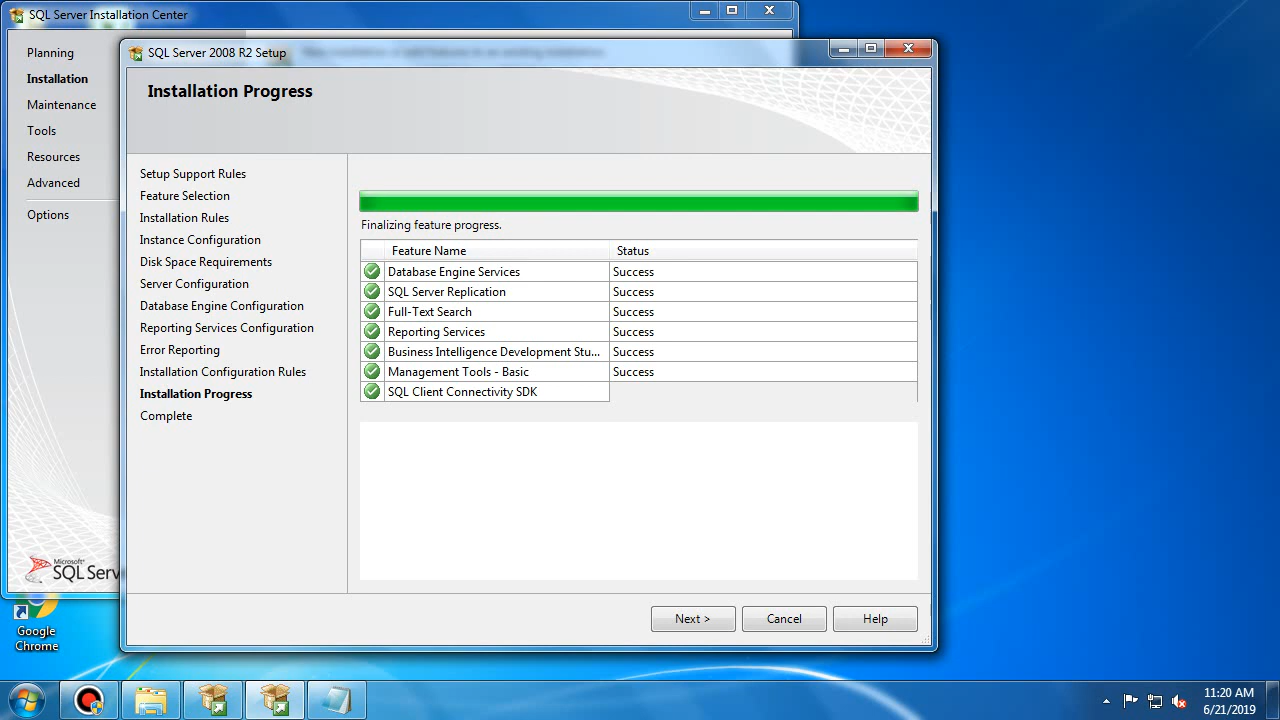 SQL Server Installation Center
Planning
Installation
Maintenance
Tools
Resources
Advanced
Options
Microsoft®
SQL Serv
SQL Server 2008 R2 Setup
Installation Progress
Setup Support Rules
Feature Selection
Installation Rules
Instance Configuration
Disk Space Requirements
Server Configuration
Database Engine Configuration
Reporting Services Configuration
Error Reporting
Installation Configuration Rules
Installation Progress
Complete
Finalizing feature progress.
Feature Name Status
Database Engine Services Success
SQL Server Replication Success
Full-Text Search Success
Reporting Services Success
Business Intelligence Development Stu... Success
Management Tools - Basic Success
SQL Client Connectivity SDK
Next > Cancel Help
Google
Chrome
11:20 AM
6/21/2019